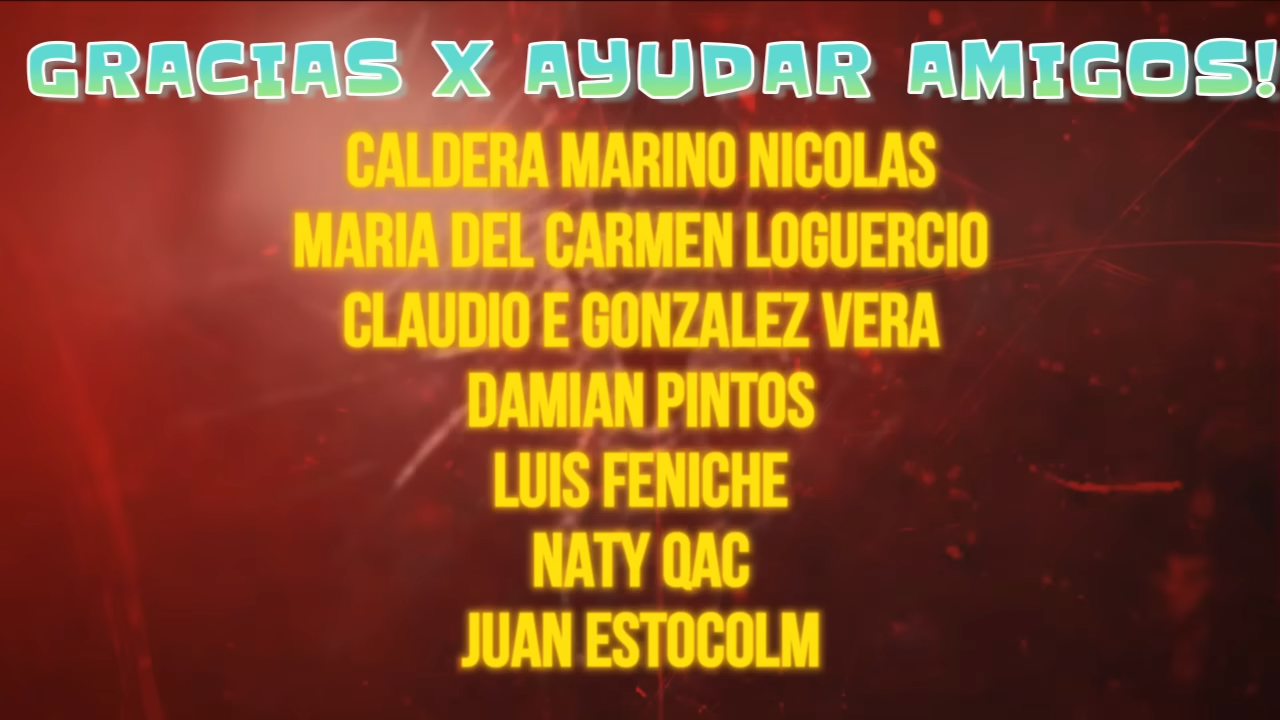 GRACIAS X AYUDAR AMIGOS!
CALDERA MARINO NICOLAS
MARIA DEL CARMEN LOGUERCIO
CLAUDIO E GONZALEZ VERA
DAMIAN PINTOS
LUIS FENICHE
NATY QAC
JUAN ESTOCOLM